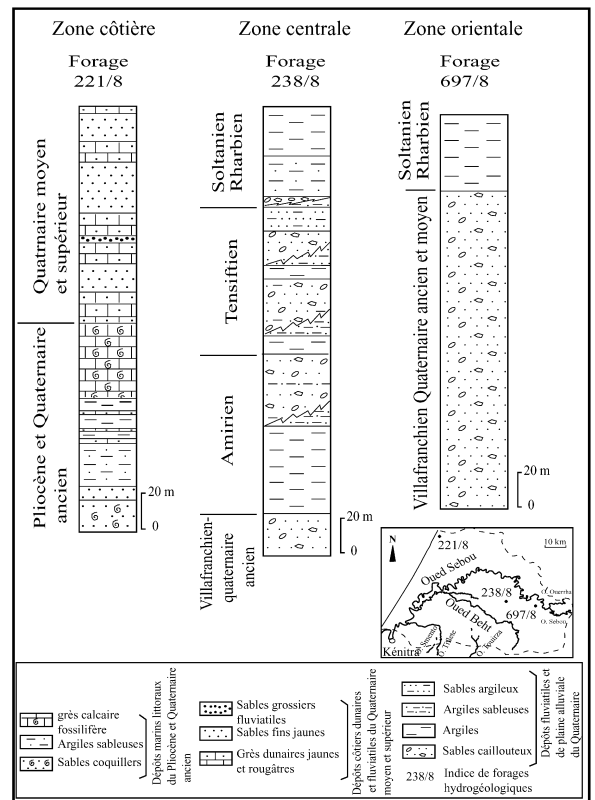 Zone côtière
Zone centrale
Zone orientale
Forage
221/8
Forage
238/8
Forage
697/8
Quatrnaire moyen
et supérieur
Pliocène et Quaternaire
ancien
20 m
0
Soltanien
Rharbien
Tensiftien
Amirien
Villafranchien-
quaternaire
ancien
20 m
0
Soltanien
Rharbien
Villafranchien Quaternaire ancien et moyen
20 m
0
N
221/8
10 km
Oued Sebou
O. Ouerrha
238/8
697/8
O. Sebou
Oued Beht
Kénitra
O. Smento
O. Tiflete
grès calcaire
fossilifère
Argiles sableuses
Sables coquillers
Dépôts marins littoraux
du Pliocène et Quaternaire
ancien
Sables grossiers
fluviatiles
Sables fins jaunes
Grès dunaires jaunes
et rougâtres
Dépôts côtiers dunaires
et fluviatiles du Quaternaire
moyen et supérieur
Sables argileux
Argiles sableuses
Argiles
Sables caillouteux
238/8 Indice de forages
hydrogéologiques
Dépôts fluviatiles et
de plaine alluviale
du Quaternaire